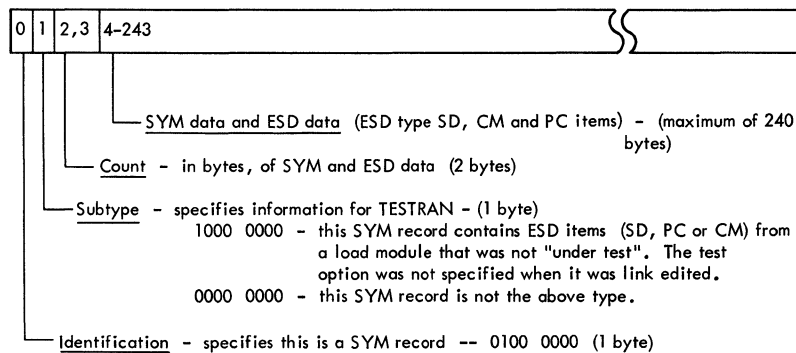 0 1 2,3 4-243
SYM data and ESD data (ESD type SD, CM and PC items) - (maximum of 240
bytes)
Count - in bytes, of SYM and ESD data (2 bytes)
Subtype - specifies information for TESTRAN - (1 byte)
1000 0000 - this SYM record contains ESD items (SD, PC or CM) from
a load module that was not "under test". The test
option was not specified when it was link edited.
0000 0000 - this SYM record is not the above type.
Identification - specifies this is a SYM record -- 0100 0000 (1 byte)